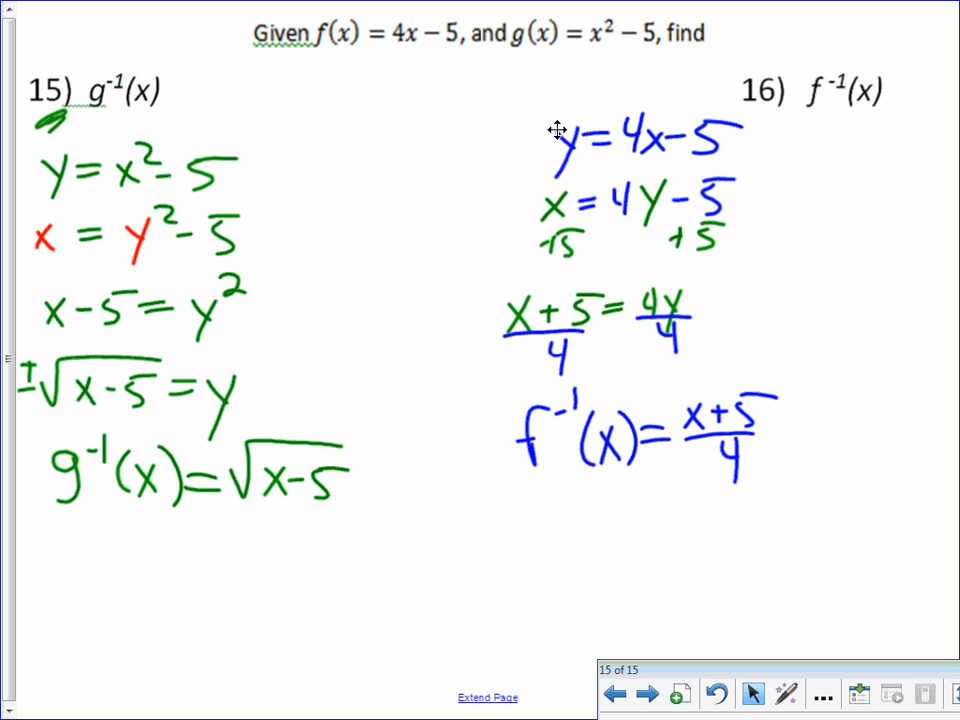 Given f(x) = 4x − 5, and g(x) = x² − 5, find
15) g⁻¹(x)
y = x² − 5
x = y² − 5
x − 5 = y²
±√(x − 5) = y
g⁻¹(x) = √(x − 5)
16) f⁻¹(x)
y = 4x − 5
x = 4y − 5
+5 +5
(x + 5)/4 = 4y/4
f⁻¹(x) = (x + 5)/4
Extend Page
15 of 15